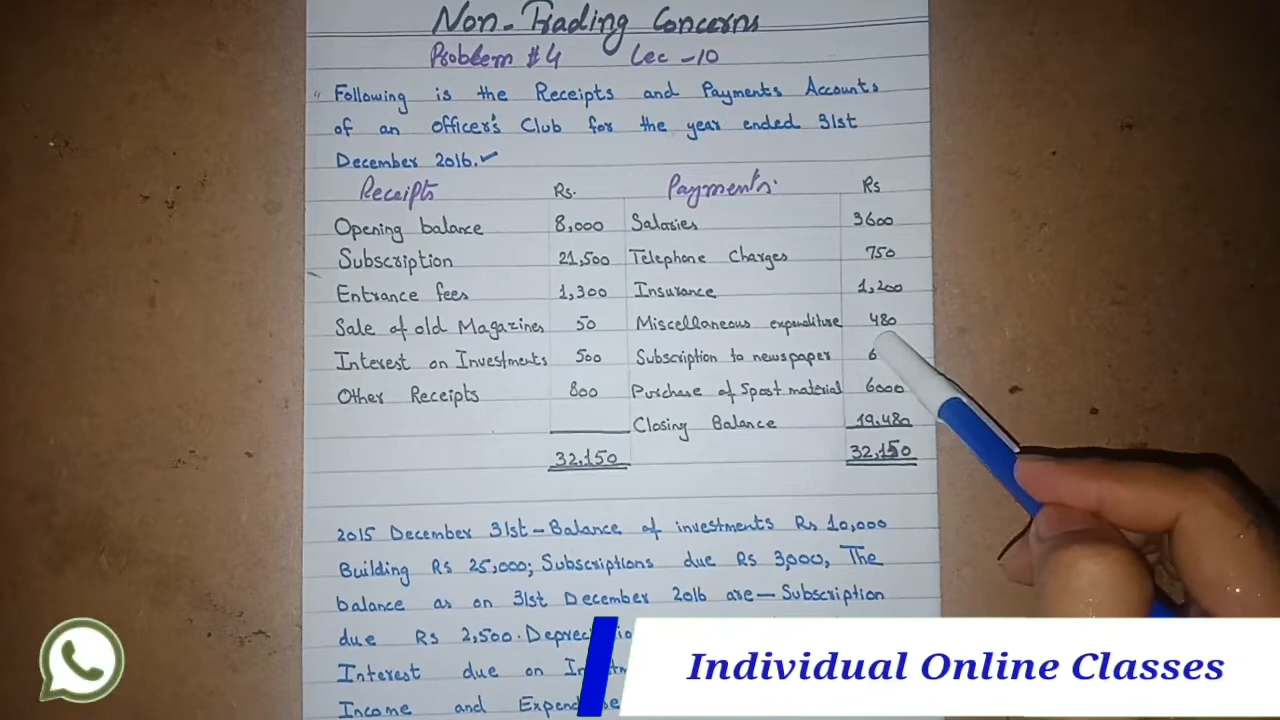 Non-Trading Concerns
Problem #4 Lec -10
Following is the Receipts and Payments Accounts
of an officer's Club for the year ended 31st
December 2016.
Receipts Rs. Payments Rs
Opening balance 8,000 Salaries 3600
Subscription 21,500 Telephone Charges 750
Entrance fees 1,300 Insurance 1,200
Sale of old Magazines 50 Miscellaneous expenditure 480
Interest on Investments 500 Subscription to newspaper
Other Receipts 800 Purchase of Sport material 6000
Closing Balance 19,480
32,150 32,150
2015 December 31st - Balance of investments Rs 10,000
Building Rs 25,000; Subscriptions due Rs 3,000, The
balance as on 31st December 2016 are - Subscription
due Rs 2,500.
Interest due on
Income and
Individual Online Classes